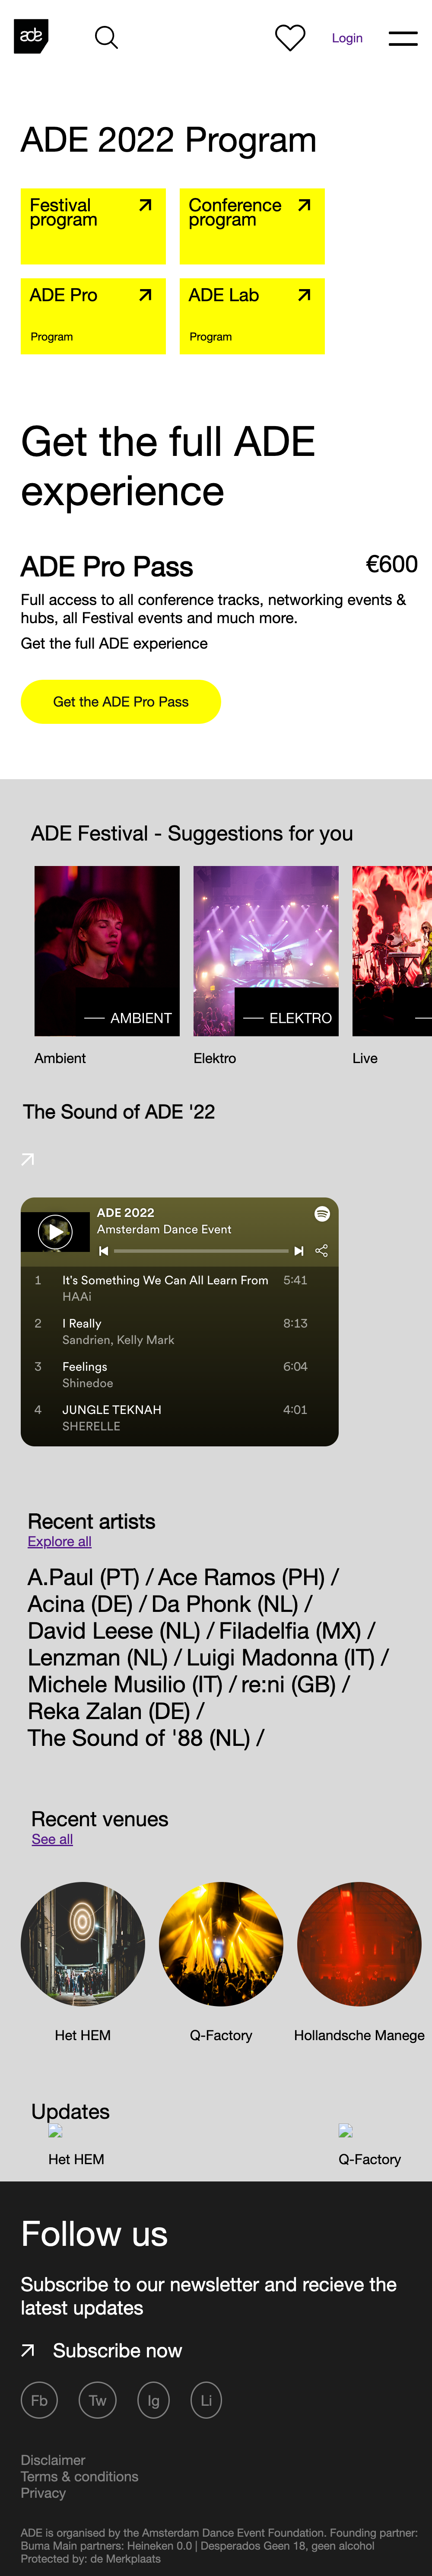 ade
Login
ADE 2022 Program
Festival
program
Conference
program
ADE Pro
Program
ADE Lab
Program
Get the full ADE
experience
ADE Pro Pass
€600
Full access to all conference tracks, networking events &
hubs, all Festival events and much more.
Get the full ADE experience
Get the ADE Pro Pass
ADE Festival - Suggestions for you
AMBIENT
ELEKTRO
Ambient
Elektro
Live
The Sound of ADE '22
ADE 2022
Amsterdam Dance Event
1 It's Something We Can All Learn From 5:41
HAAi
2 I Really 8:13
Sandrien, Kelly Mark
3 Feelings 6:04
Shinedoe
4 JUNGLE TEKNAH 4:01
SHERELLE
Recent artists
Explore all
A.Paul (PT) / Ace Ramos (PH) /
Acina (DE) / Da Phonk (NL) /
David Leese (NL) / Filadelfia (MX) /
Lenzman (NL) / Luigi Madonna (IT) /
Michele Musilio (IT) / re:ni (GB) /
Reka Zalan (DE) /
The Sound of '88 (NL) /
Recent venues
See all
Het HEM
Q-Factory
Hollandsche Manege
Updates
Het HEM
Q-Factory
Follow us
Subscribe to our newsletter and recieve the
latest updates
Subscribe now
Fb
Tw
Ig
Li
Disclaimer
Terms & conditions
Privacy
ADE is organised by the Amsterdam Dance Event Foundation. Founding partner:
Buma Main partners: Heineken 0.0 | Desperados Geen 18, geen alcohol
Protected by: de Merkplaats